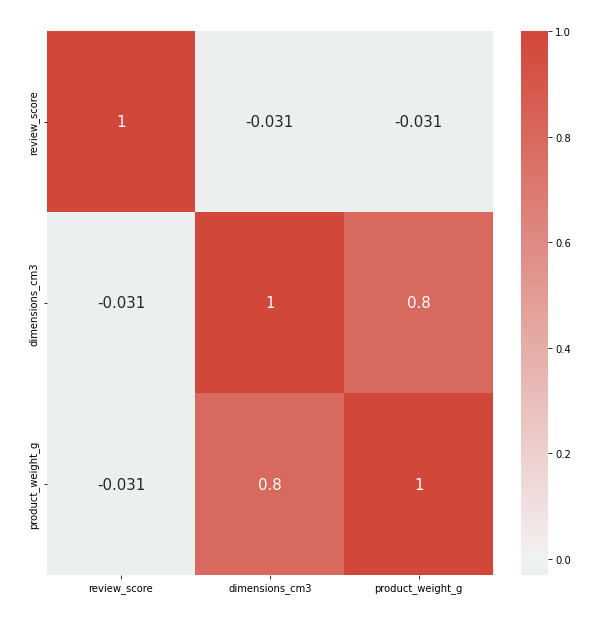 review_score
1
-0.031
-0.031
dimensions_cm3
-0.031
1
0.8
product_weight_g
-0.031
0.8
1
review_score
dimensions_cm3
product_weight_g
1.0
0.8
0.6
0.4
0.2
0.0